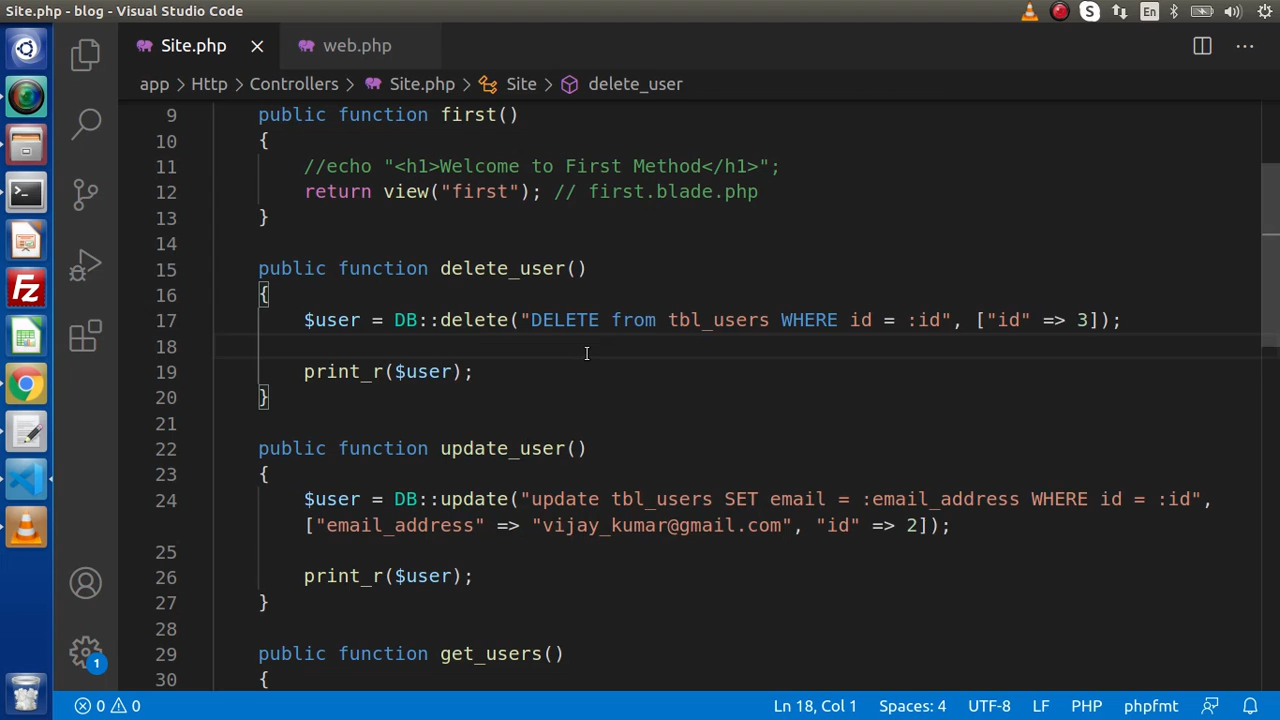 Site.php - blog - Visual Studio Code
S
En
Site.php
web.php
app > Http > Controllers > Site.php > Site > delete_user
9 public function first()
10 {
11 //echo "<h1>Welcome to First Method</h1>";
12 return view("first"); // first.blade.php
13 }
14
15 public function delete_user()
16 {
17 $user = DB::delete("DELETE from tbl_users WHERE id = :id", ["id" => 3]);
18
19 print_r($user);
20 }
21
22 public function update_user()
23 {
24 $user = DB::update("update tbl_users SET email = :email_address WHERE id = :id",
["email_address" => "vijay_kumar@gmail.com", "id" => 2]);
25
26 print_r($user);
27 }
28
29 public function get_users()
30 {
Fz
1
0 0 Ln 18, Col 1 Spaces: 4 UTF-8 LF PHP phpfmt